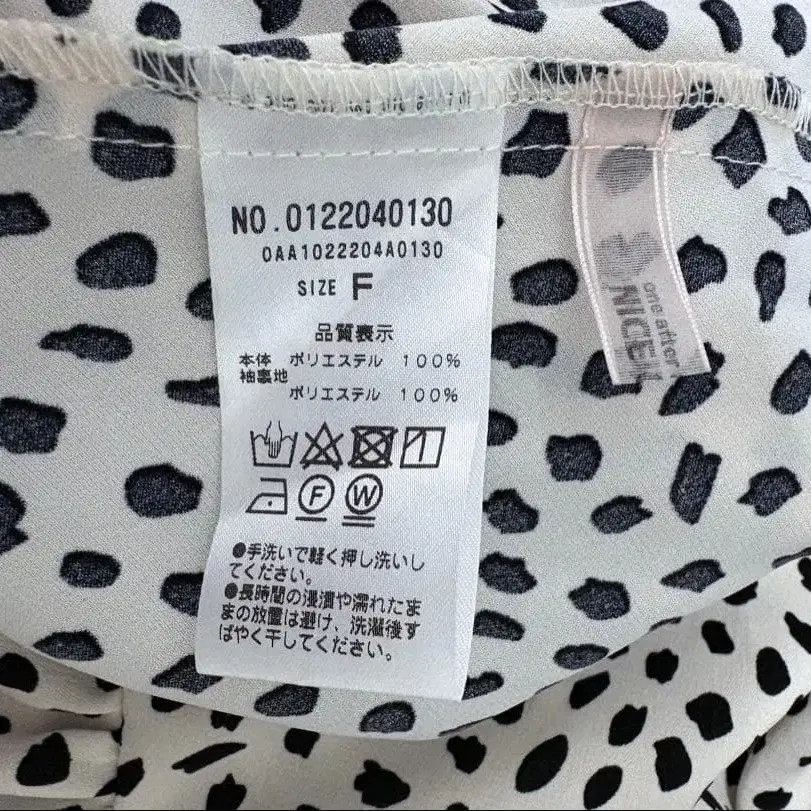 NO.0122040130
0AA1022204A0130
SIZE F
品質表示
本体 ポリエステル 100%
袖裏地
ポリエステル 100%
F W
●手洗いで軽く押し洗いし
てください。
●長時間の浸漬や濡れたま
まの放置は避け、洗濯後す
ばやく干してください。
one after
NICE